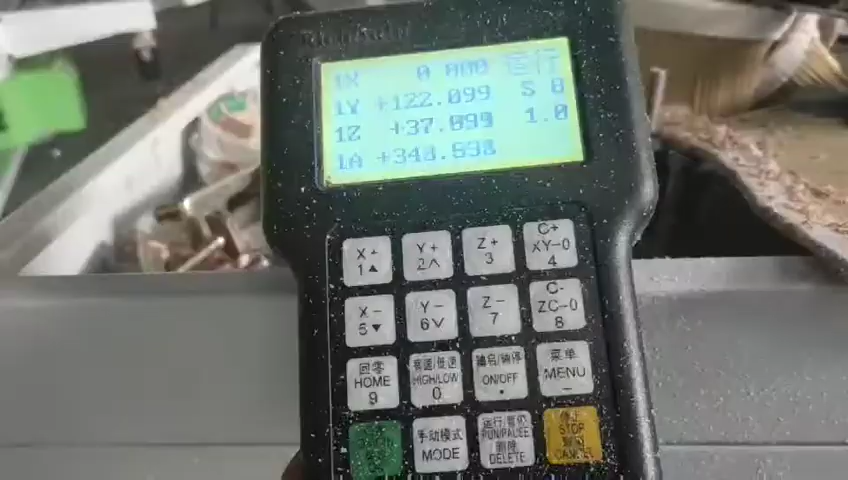 1X 0.000 运行
1Y +122.099 S 0
1Z +37.099 1.0
1A +348.598
X+
1▲
Y+
2∧
Z+
3
C+
XY-0
4
X-
5▼
Y-
6∨
Z-
7
C-
ZC-0
8
回零
HOME
9
高速/低速
HIGH/LOW
0
轴启/轴停
ON/OFF
.
菜单
MENU
-
手动模式
MODE
运行/暂停
RUN/PAUSE
删除
DELETE
停止
STOP
取消
CANCEL